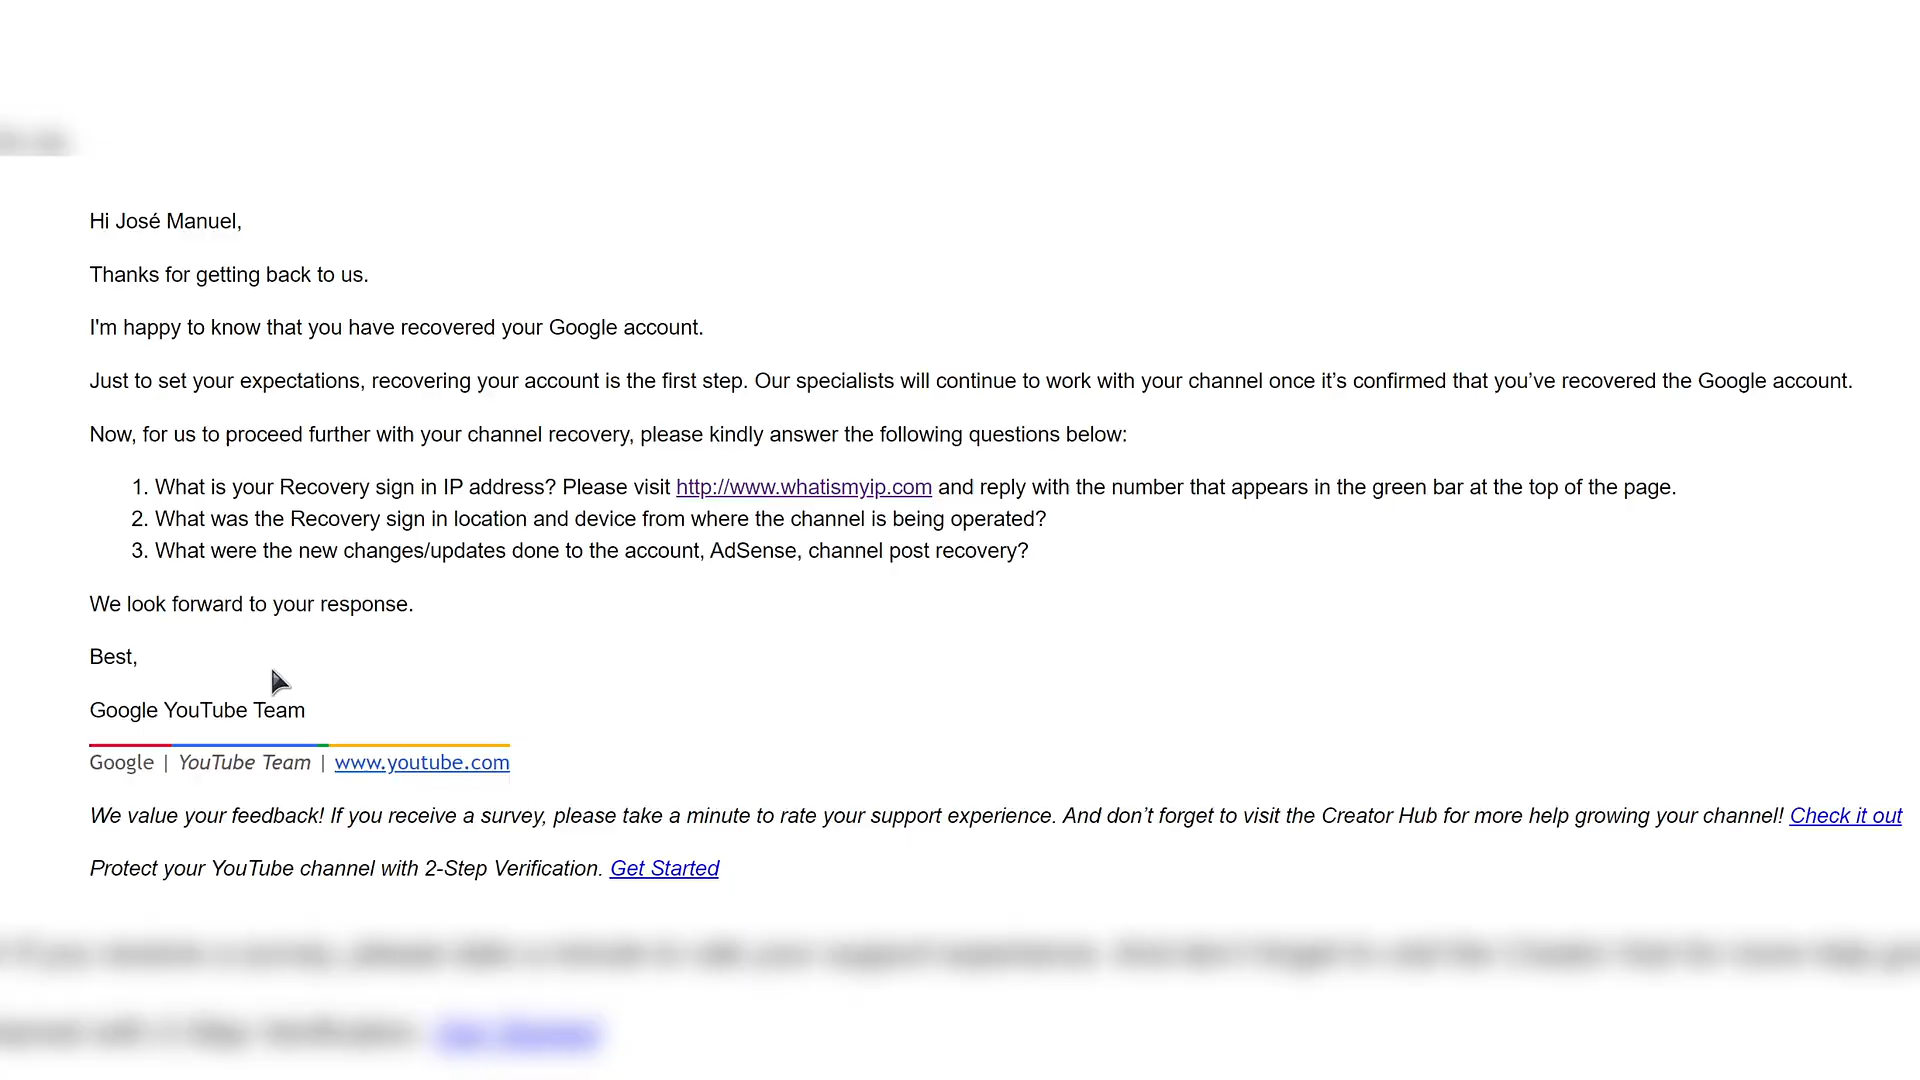 Hi José Manuel,
Thanks for getting back to us.
I'm happy to know that you have recovered your Google account.
Just to set your expectations, recovering your account is the first step. Our specialists will continue to work with your channel once it’s confirmed that you’ve recovered the Google account.
Now, for us to proceed further with your channel recovery, please kindly answer the following questions below:
1. What is your Recovery sign in IP address? Please visit http://www.whatismyip.com and reply with the number that appears in the green bar at the top of the page.
2. What was the Recovery sign in location and device from where the channel is being operated?
3. What were the new changes/updates done to the account, AdSense, channel post recovery?
We look forward to your response.
Best,
Google YouTube Team
Google | YouTube Team | www.youtube.com
We value your feedback! If you receive a survey, please take a minute to rate your support experience. And don’t forget to visit the Creator Hub for more help growing your channel! Check it out
Protect your YouTube channel with 2-Step Verification. Get Started